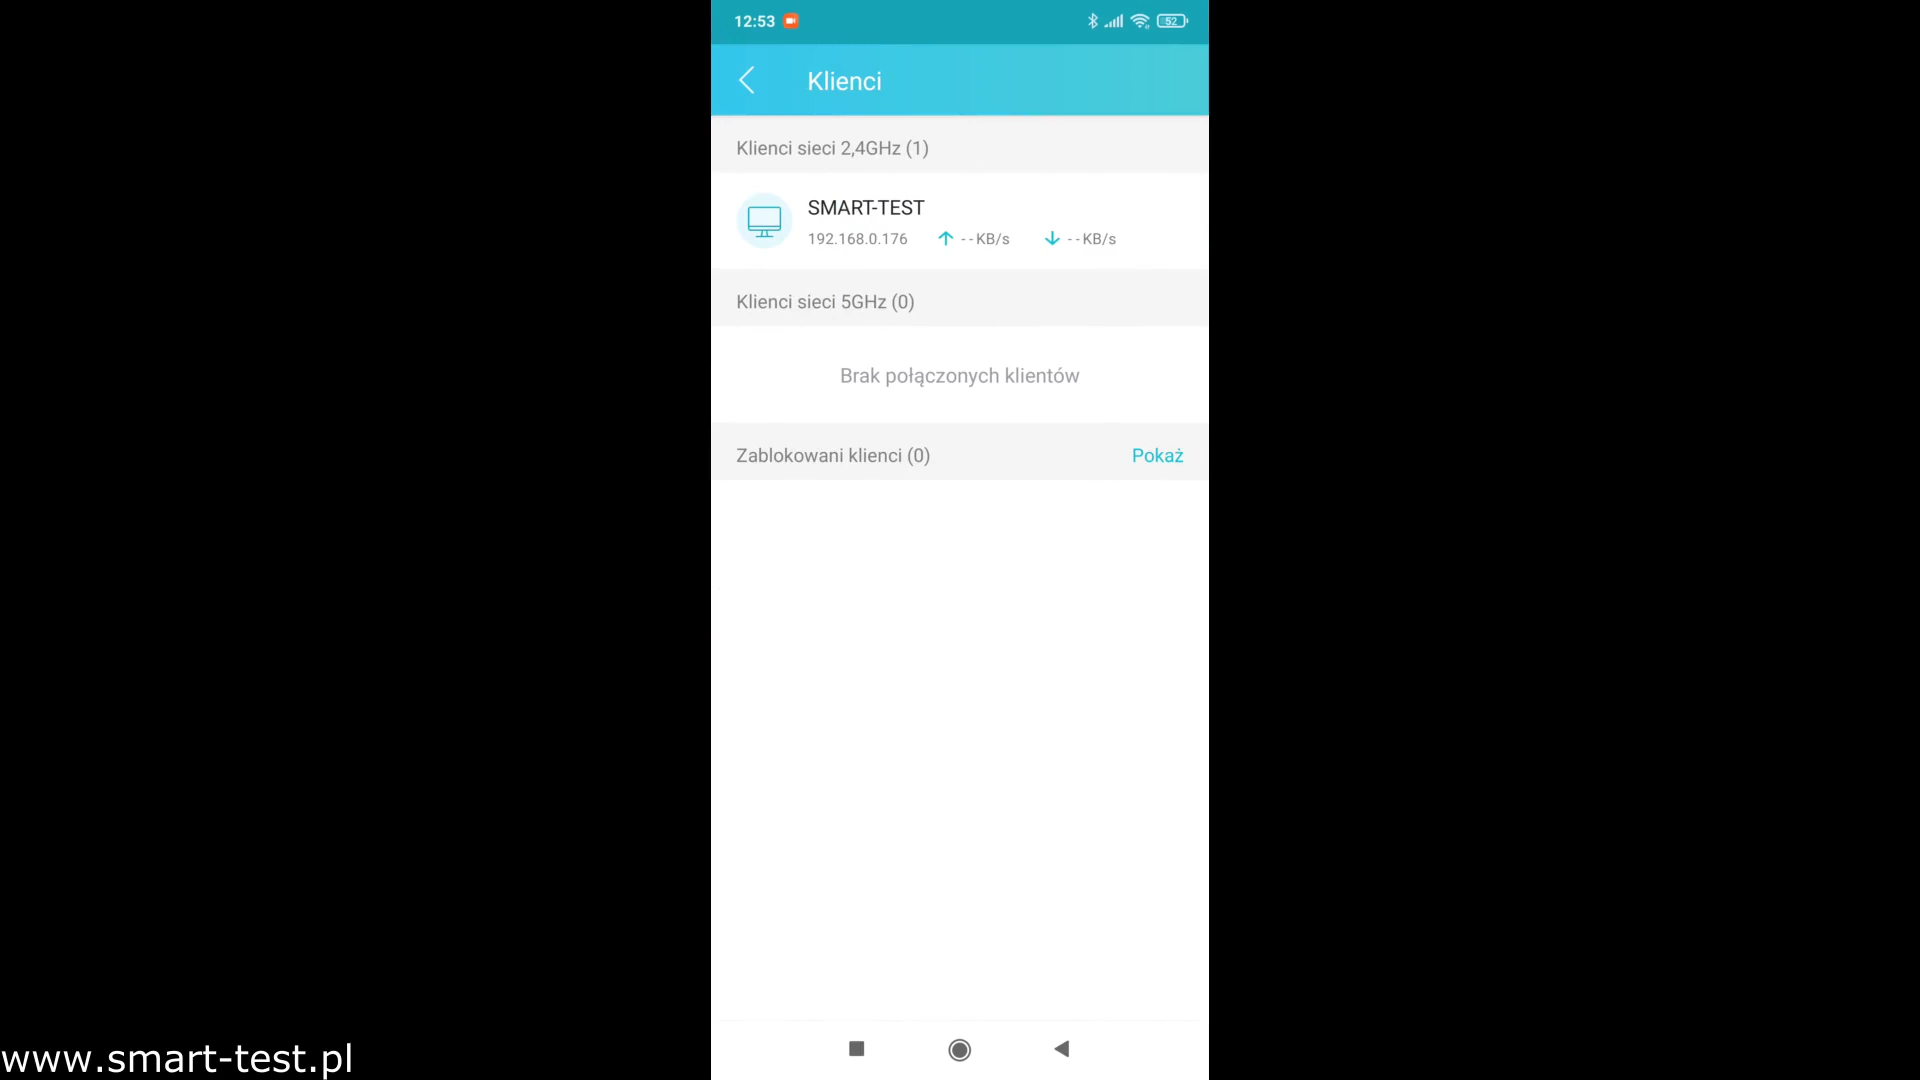 12:53
52
Klienci
Klienci sieci 2,4GHz (1)
SMART-TEST
192.168.0.176 - - KB/s - - KB/s
Klienci sieci 5GHz (0)
Brak połączonych klientów
Zablokowani klienci (0) Pokaż
www.smart-test.pl